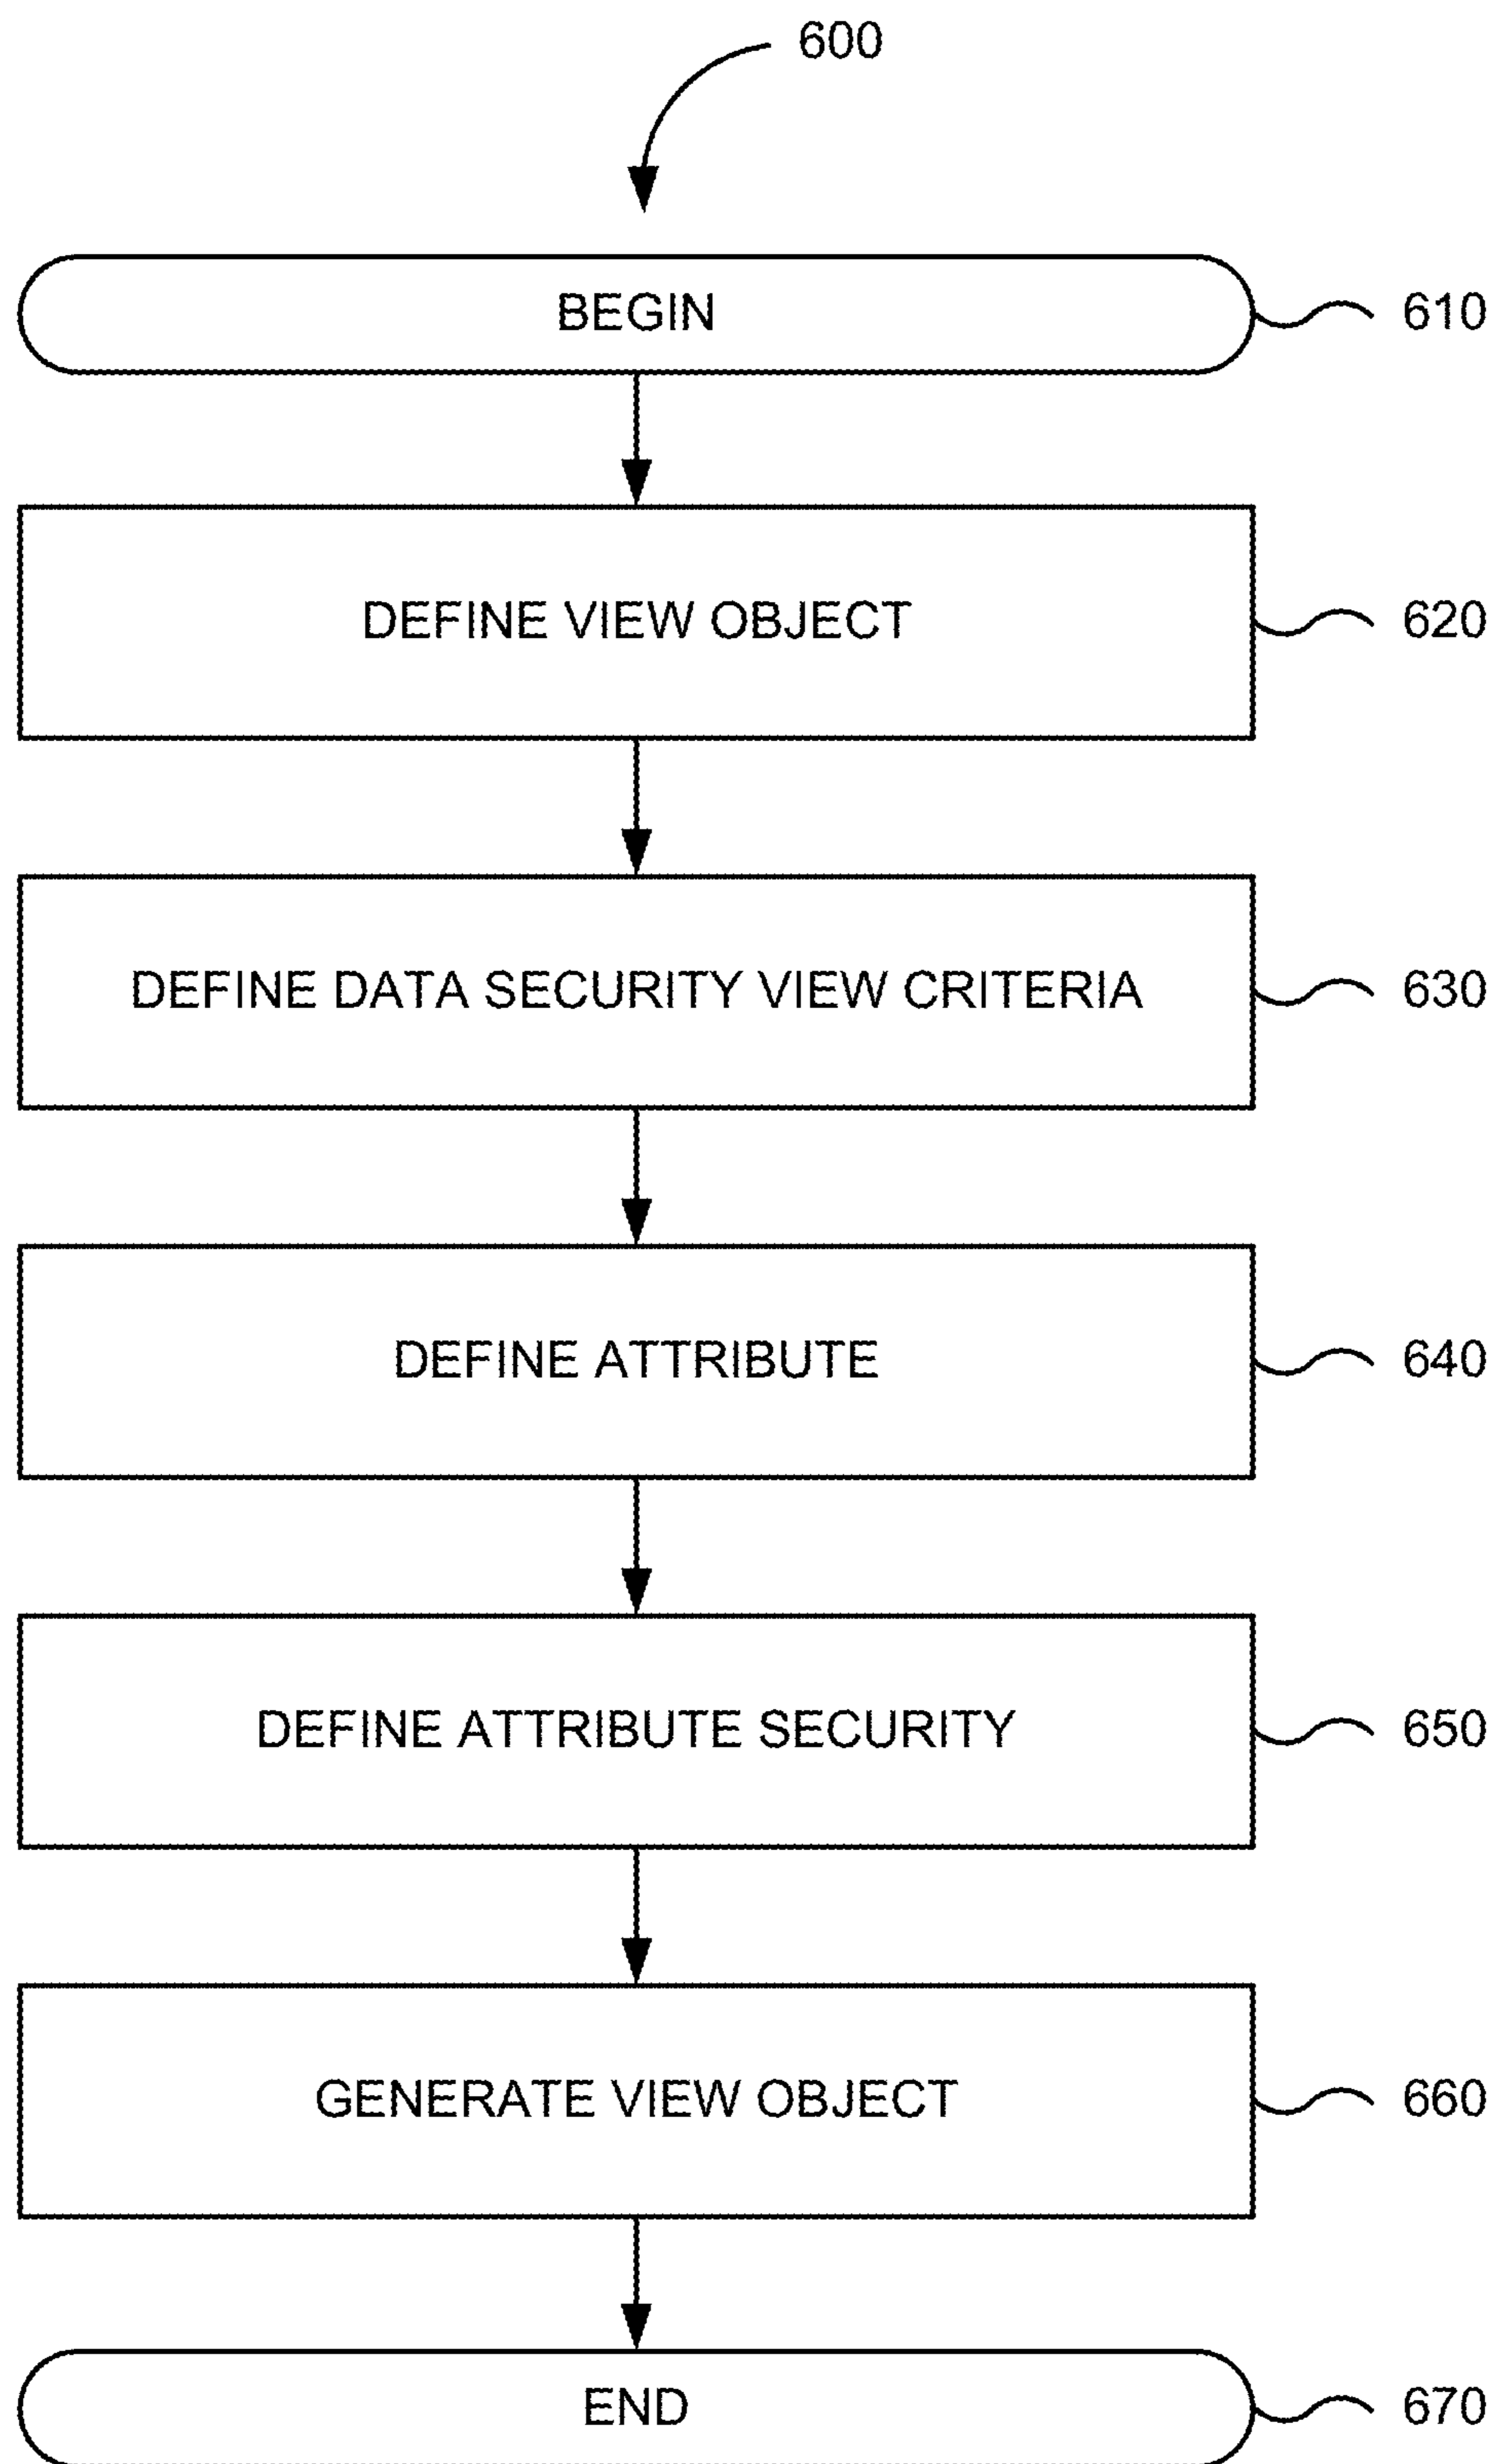 600
BEGIN
610
DEFINE VIEW OBJECT
620
DEFINE DATA SECURITY VIEW CRITERIA
630
DEFINE ATTRIBUTE
640
DEFINE ATTRIBUTE SECURITY
650
GENERATE VIEW OBJECT
660
END
670